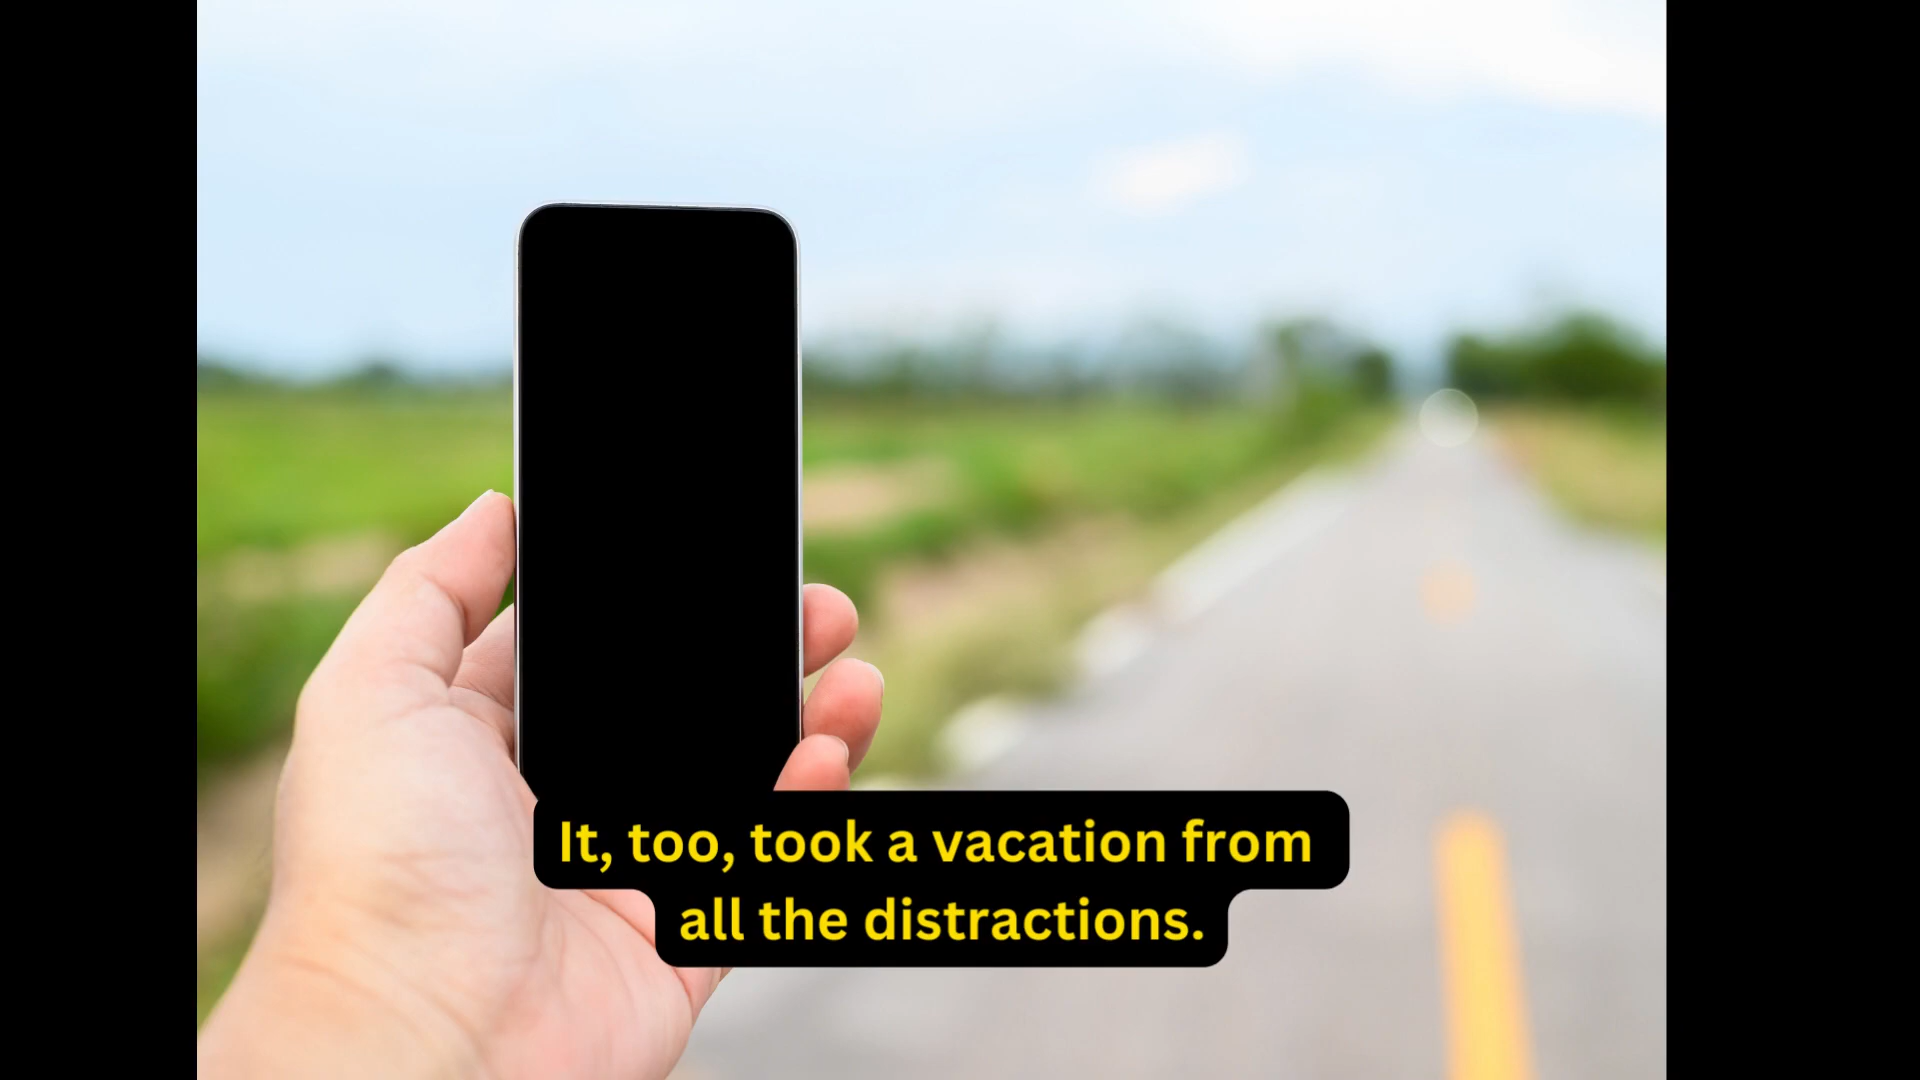 It, too, took a vacation from
all the distractions.